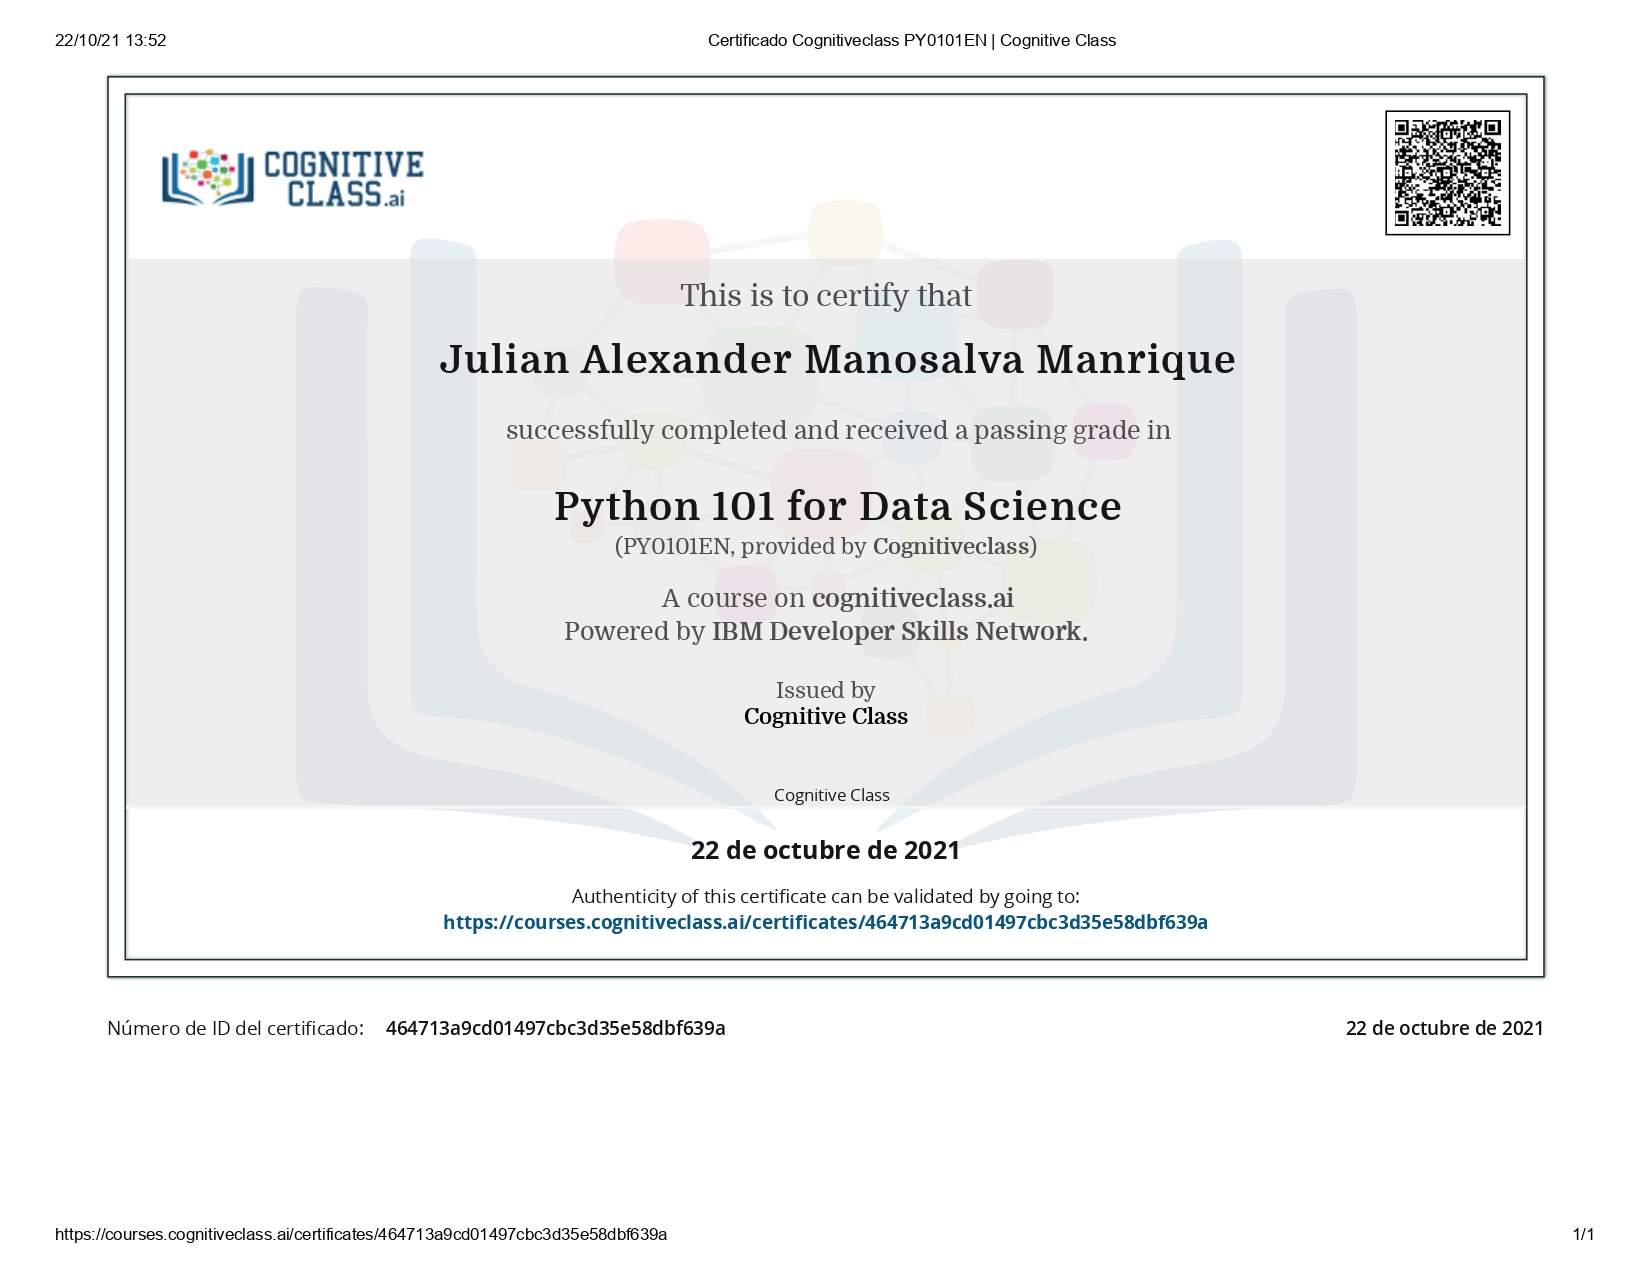 22/10/21 13:52
Certificado Cognitiveclass PY0101EN | Cognitive Class
COGNITIVE
CLASS.ai
This is to certify that
Julian Alexander Manosalva Manrique
successfully completed and received a passing grade in
Python 101 for Data Science
(PY0101EN, provided by Cognitiveclass)
A course on cognitiveclass.ai
Powered by IBM Developer Skills Network.
Issued by
Cognitive Class
Cognitive Class
22 de octubre de 2021
Authenticity of this certificate can be validated by going to:
https://courses.cognitiveclass.ai/certificates/464713a9cd01497cbc3d35e58dbf639a
Número de ID del certificado: 464713a9cd01497cbc3d35e58dbf639a
22 de octubre de 2021
https://courses.cognitiveclass.ai/certificates/464713a9cd01497cbc3d35e58dbf639a
1/1